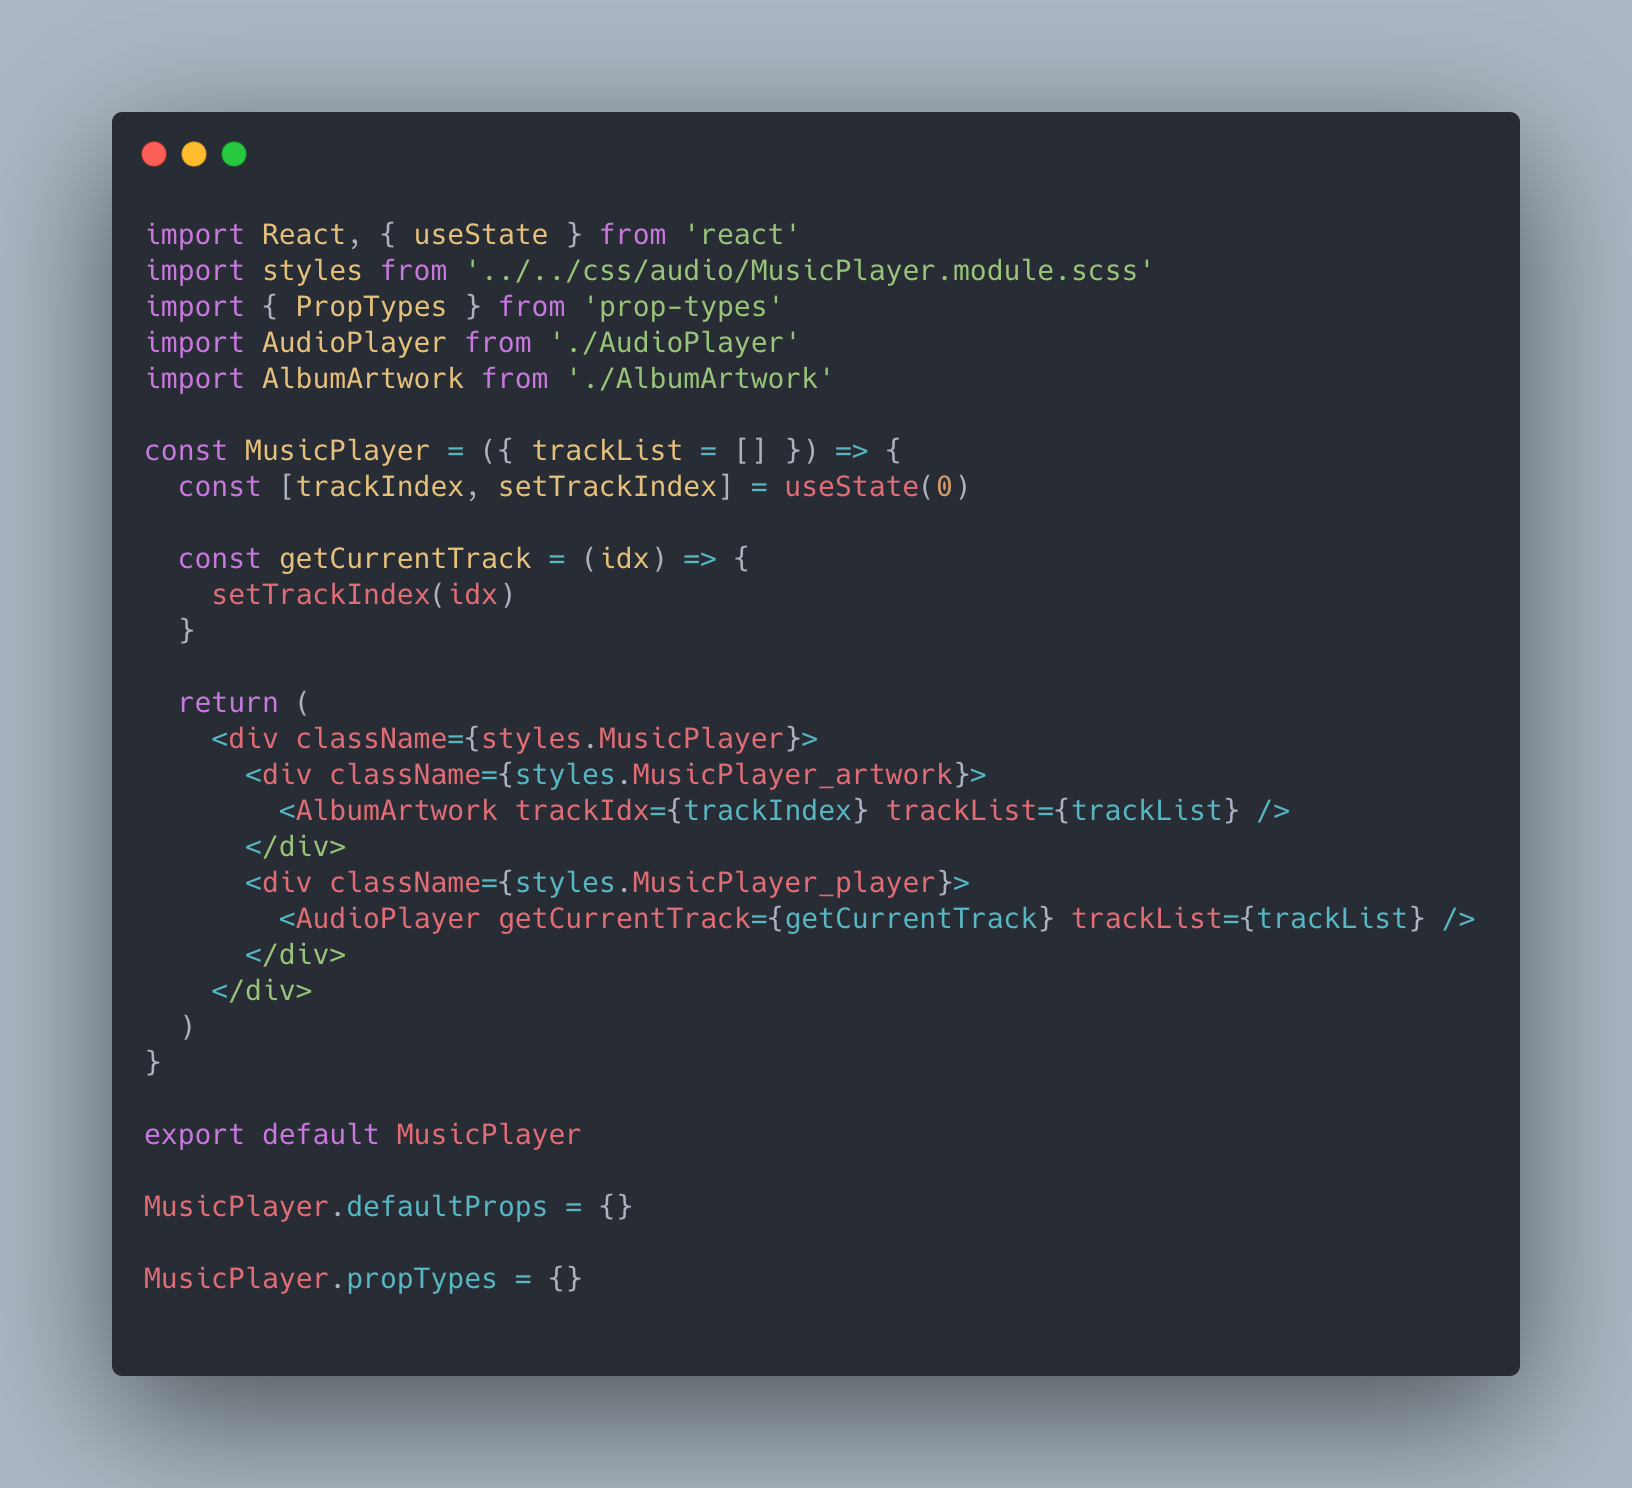 import React, { useState } from 'react'
import styles from '../../css/audio/MusicPlayer.module.scss'
import { PropTypes } from 'prop-types'
import AudioPlayer from './AudioPlayer'
import AlbumArtwork from './AlbumArtwork'

const MusicPlayer = ({ trackList = [] }) => {
  const [trackIndex, setTrackIndex] = useState(0)

  const getCurrentTrack = (idx) => {
    setTrackIndex(idx)
  }

  return (
    <div className={styles.MusicPlayer}>
      <div className={styles.MusicPlayer_artwork}>
        <AlbumArtwork trackIdx={trackIndex} trackList={trackList} />
      </div>
      <div className={styles.MusicPlayer_player}>
        <AudioPlayer getCurrentTrack={getCurrentTrack} trackList={trackList} />
      </div>
    </div>
  )
}

export default MusicPlayer

MusicPlayer.defaultProps = {}

MusicPlayer.propTypes = {}